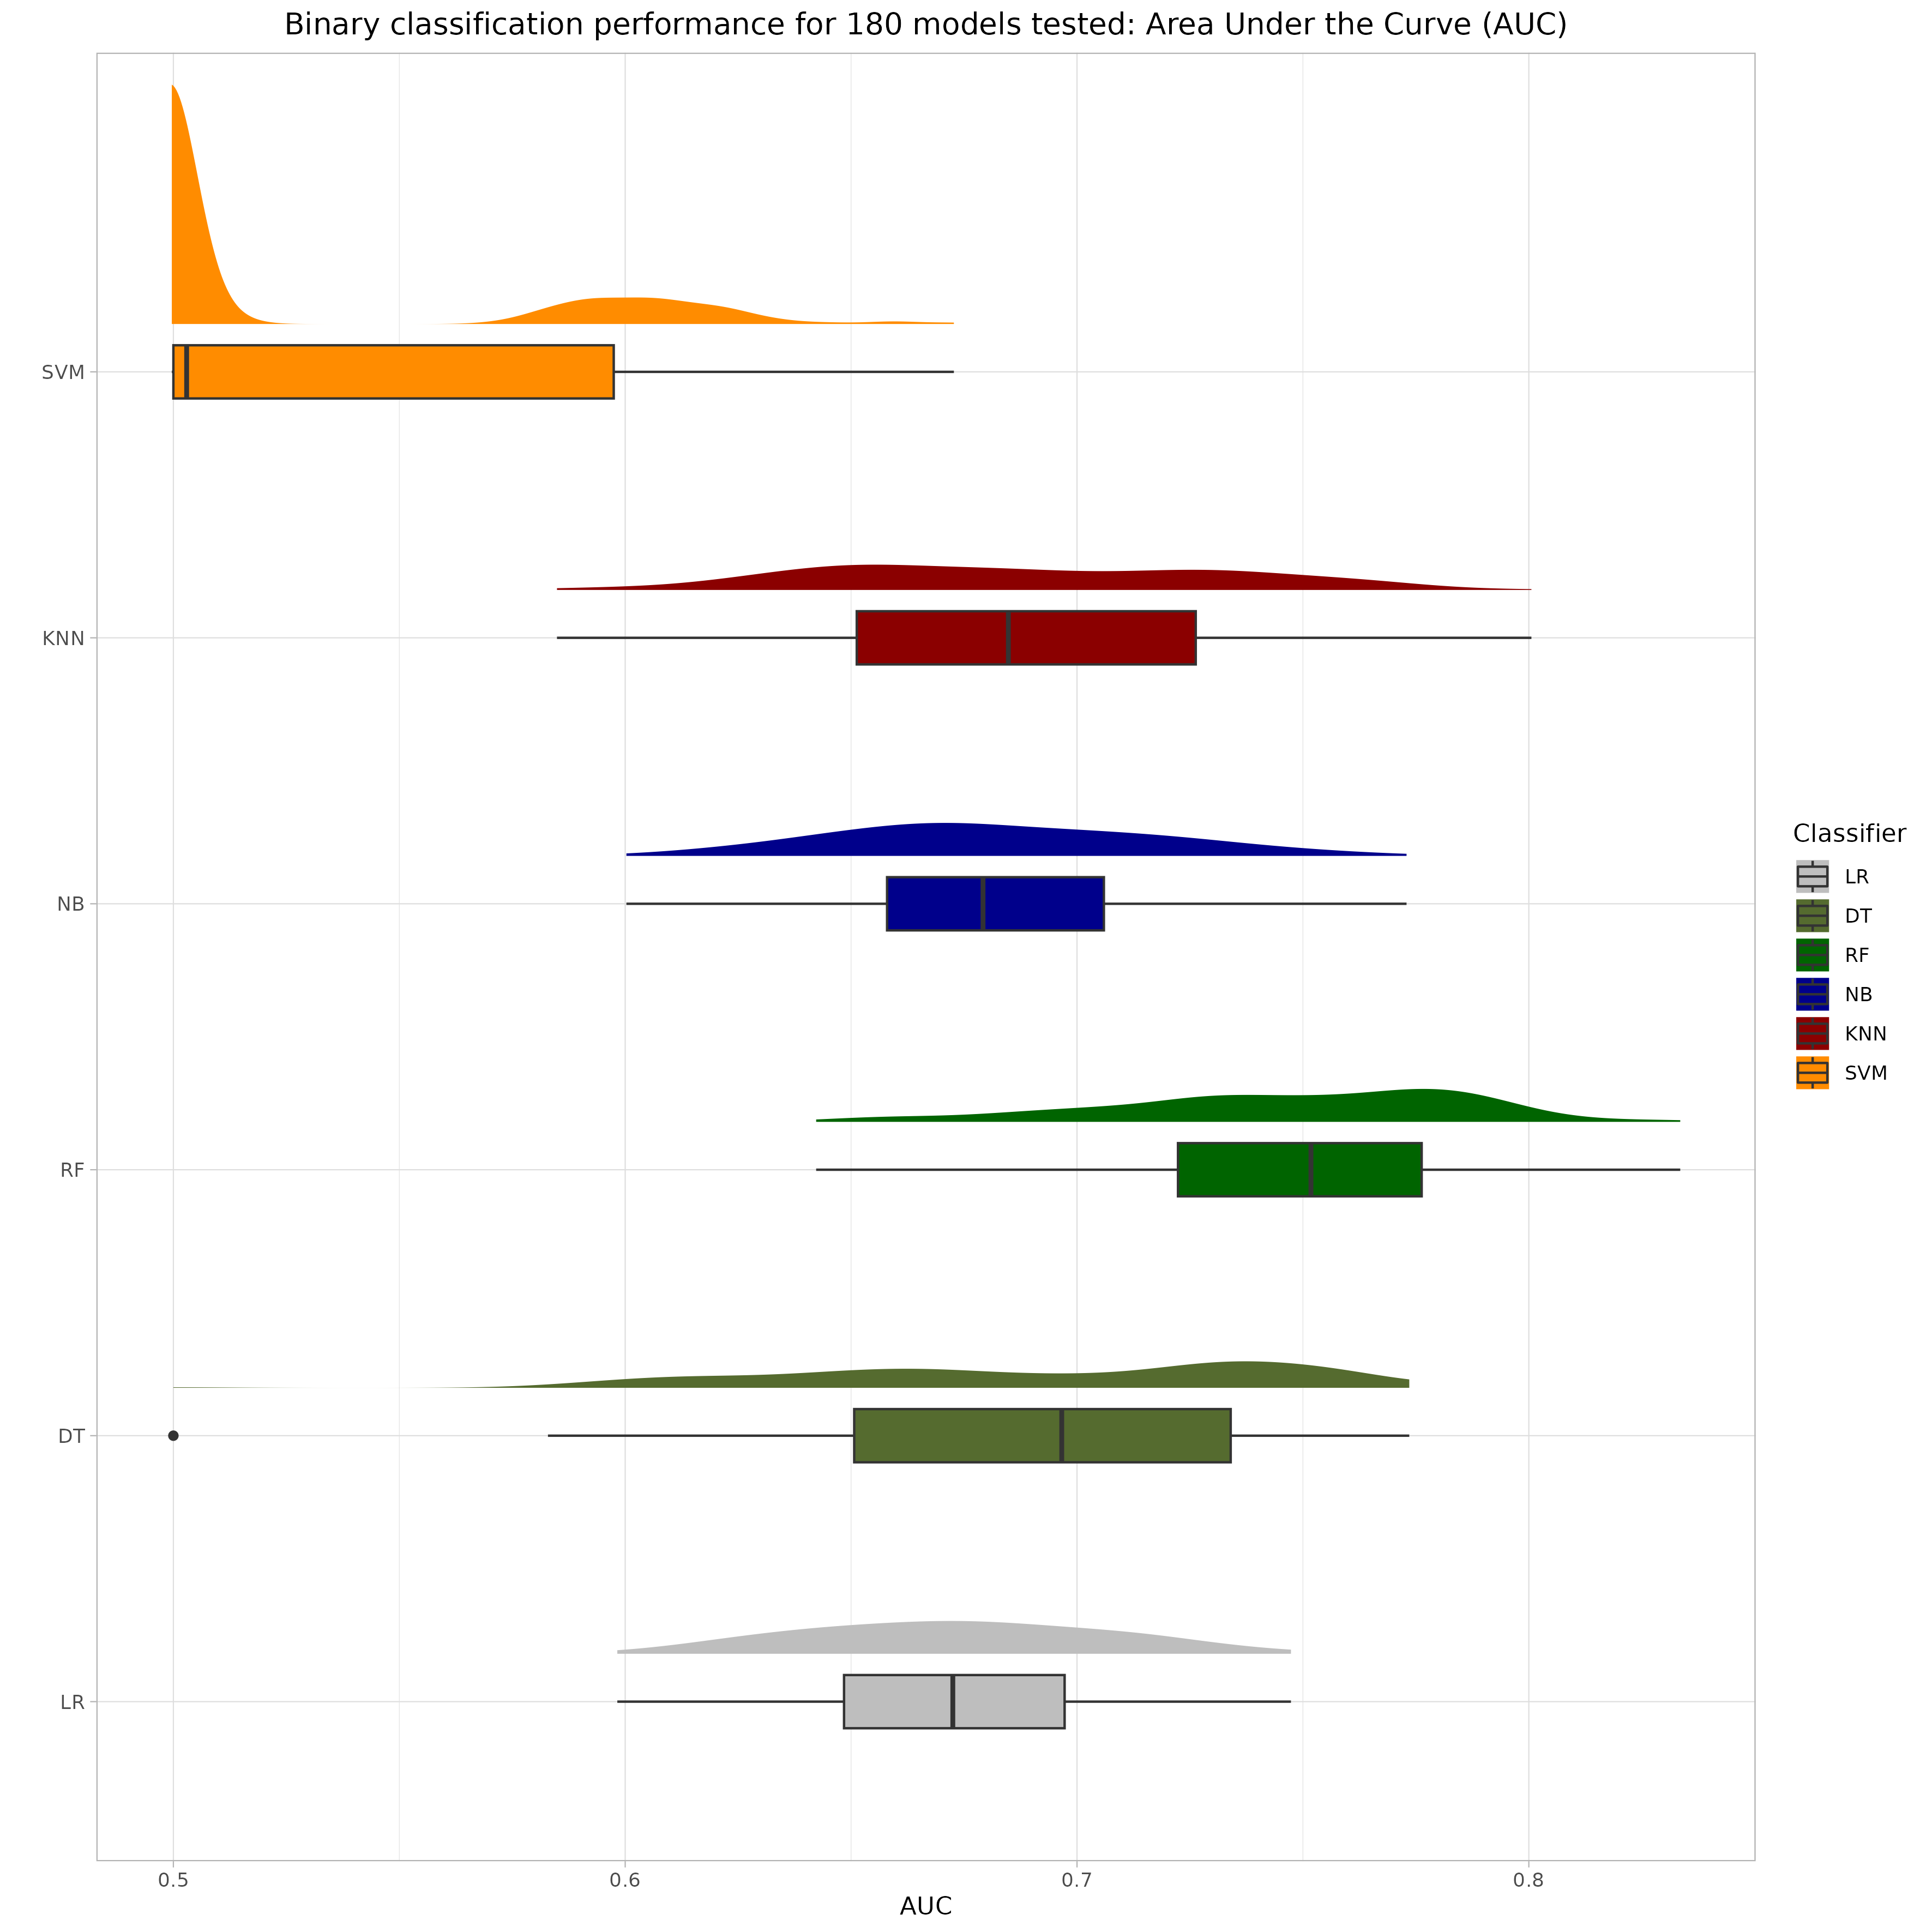 Binary classification performance for 180 models tested: Area Under the Curve (AUC)
SVM
KNN
NB
RF
DT
LR
0.5
0.6
0.7
0.8
AUC
Classifier
LR
DT
RF
NB
KNN
SVM